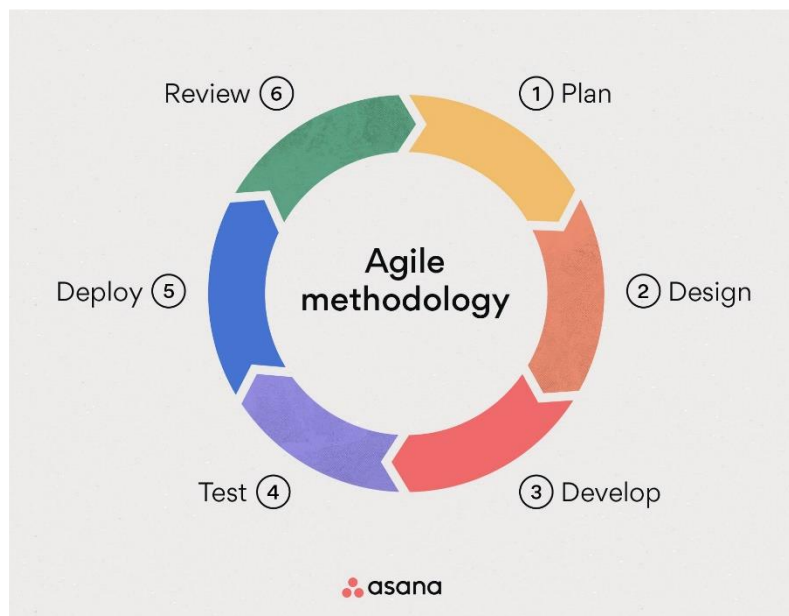 Agile
methodology
1 Plan
2 Design
3 Develop
Test 4
Deploy 5
Review 6
asana